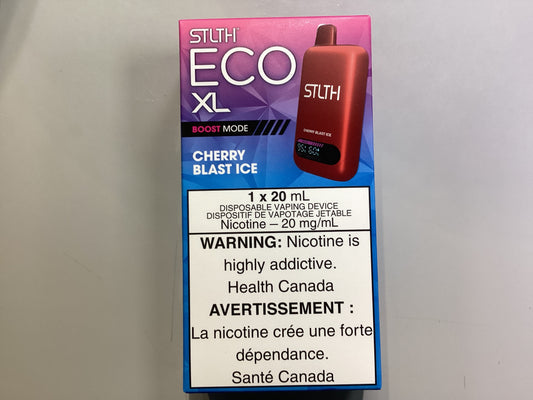 STLTH
ECO
XL
BOOST MODE
CHERRY
BLAST ICE
STLTH
CHERRY BLAST ICE
1 x 20 mL
DISPOSABLE VAPING DEVICE
DISPOSITIF DE VAPOTAGE JETABLE
Nicotine – 20 mg/mL
WARNING: Nicotine is
highly addictive.
Health Canada
AVERTISSEMENT :
La nicotine crée une forte
dépendance.
Santé Canada